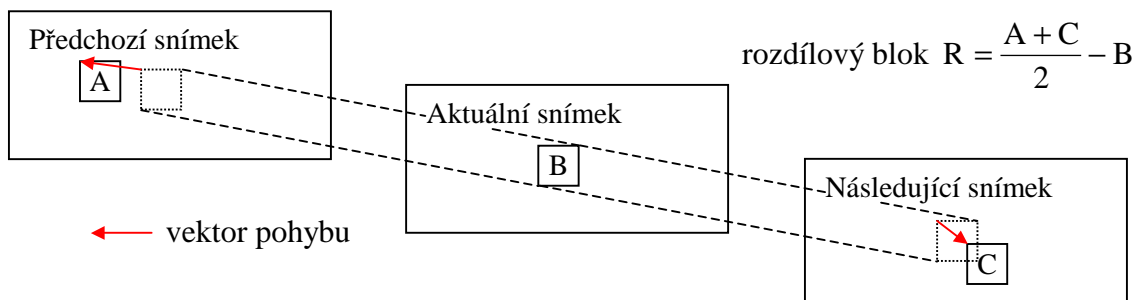 Předchozí snímek
A
rozdílový blok R = (A + C)/2 − B
Aktuální snímek
B
Následující snímek
C
vektor pohybu